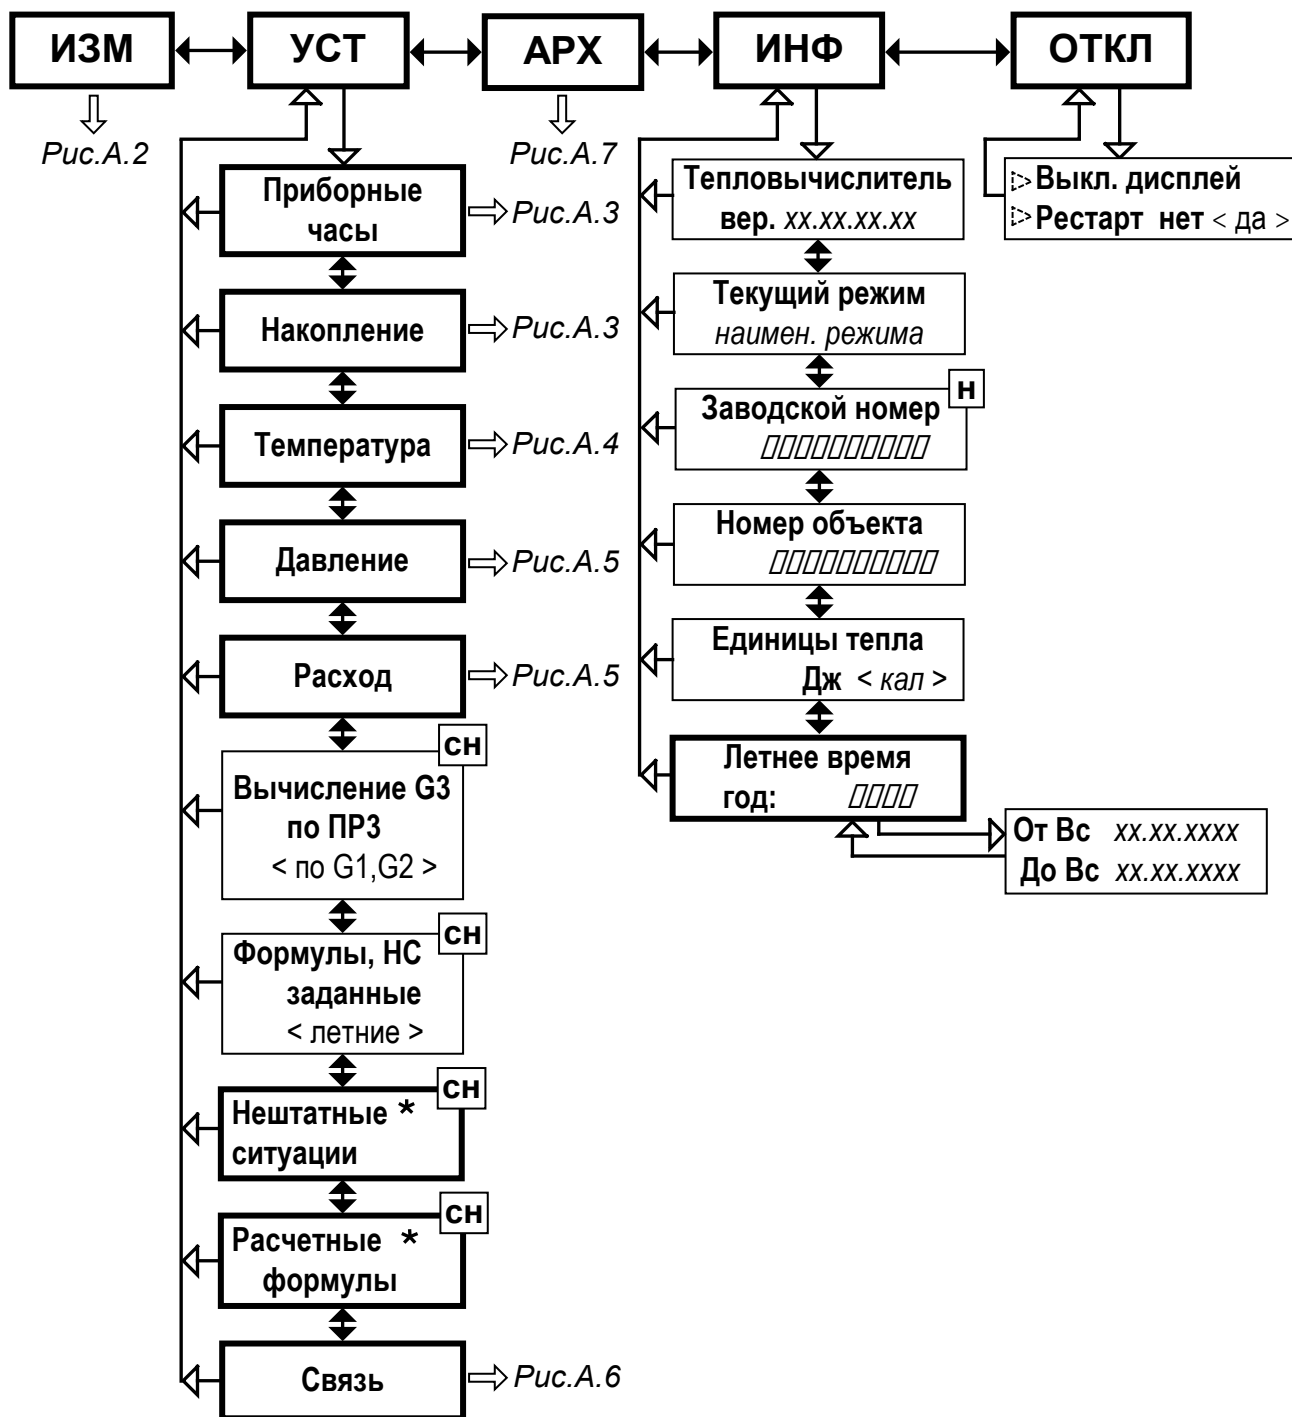 ИЗМ
УСТ
АРХ
ИНФ
ОТКЛ
Рис.А.2
Рис.А.7
Приборные
часы
Рис.А.3
Накопление
Рис.А.3
Температура
Рис.А.4
Давление
Рис.А.5
Расход
Рис.А.5
сн
Вычисление G3
по ПР3
< по G1,G2 >
сн
Формулы, НС
заданные
< летние >
сн
Нештатные *
ситуации
сн
Расчетные *
формулы
Связь
Рис.А.6
Тепловычислитель
вер. xx.xx.xx.xx
Текущий режим
наимен. режима
н
Заводской номер
▯▯▯▯▯▯▯▯▯▯
Номер объекта
▯▯▯▯▯▯▯▯▯▯
Единицы тепла
Дж < кал >
Летнее время
год: ▯▯▯▯
От Вс xx.xx.xxxx
До Вс xx.xx.xxxx
Выкл. дисплей
Рестарт нет < да >